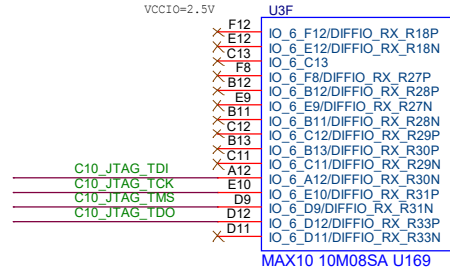 VCCIO=2.5V
U3F
F12 IO_6_F12/DIFFIO_RX_R18P
E12 IO_6_E12/DIFFIO_RX_R18N
C13 IO_6_C13
F8 IO_6_F8/DIFFIO_RX_R27P
B12 IO_6_B12/DIFFIO_RX_R28P
E9 IO_6_E9/DIFFIO_RX_R27N
B11 IO_6_B11/DIFFIO_RX_R28N
C12 IO_6_C12/DIFFIO_RX_R29P
B13 IO_6_B13/DIFFIO_RX_R30P
C11 IO_6_C11/DIFFIO_RX_R29N
C10_JTAG_TDI A12 IO_6_A12/DIFFIO_RX_R30N
C10_JTAG_TCK E10 IO_6_E10/DIFFIO_RX_R31P
C10_JTAG_TMS D9 IO_6_D9/DIFFIO_RX_R31N
C10_JTAG_TDO D12 IO_6_D12/DIFFIO_RX_R33P
D11 IO_6_D11/DIFFIO_RX_R33N
MAX10 10M08SA U169